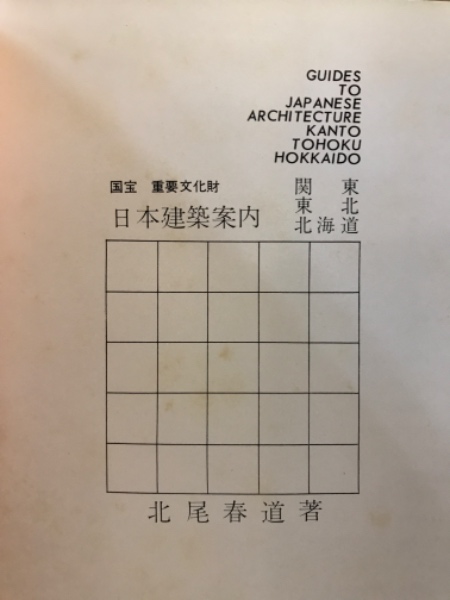 GUIDES
TO
JAPANESE
ARCHITECTURE
KANTO
TOHOKU
HOKKAIDO
国宝　重要文化財
日本建築案内
関　東
東　北
北海道
北尾春道著